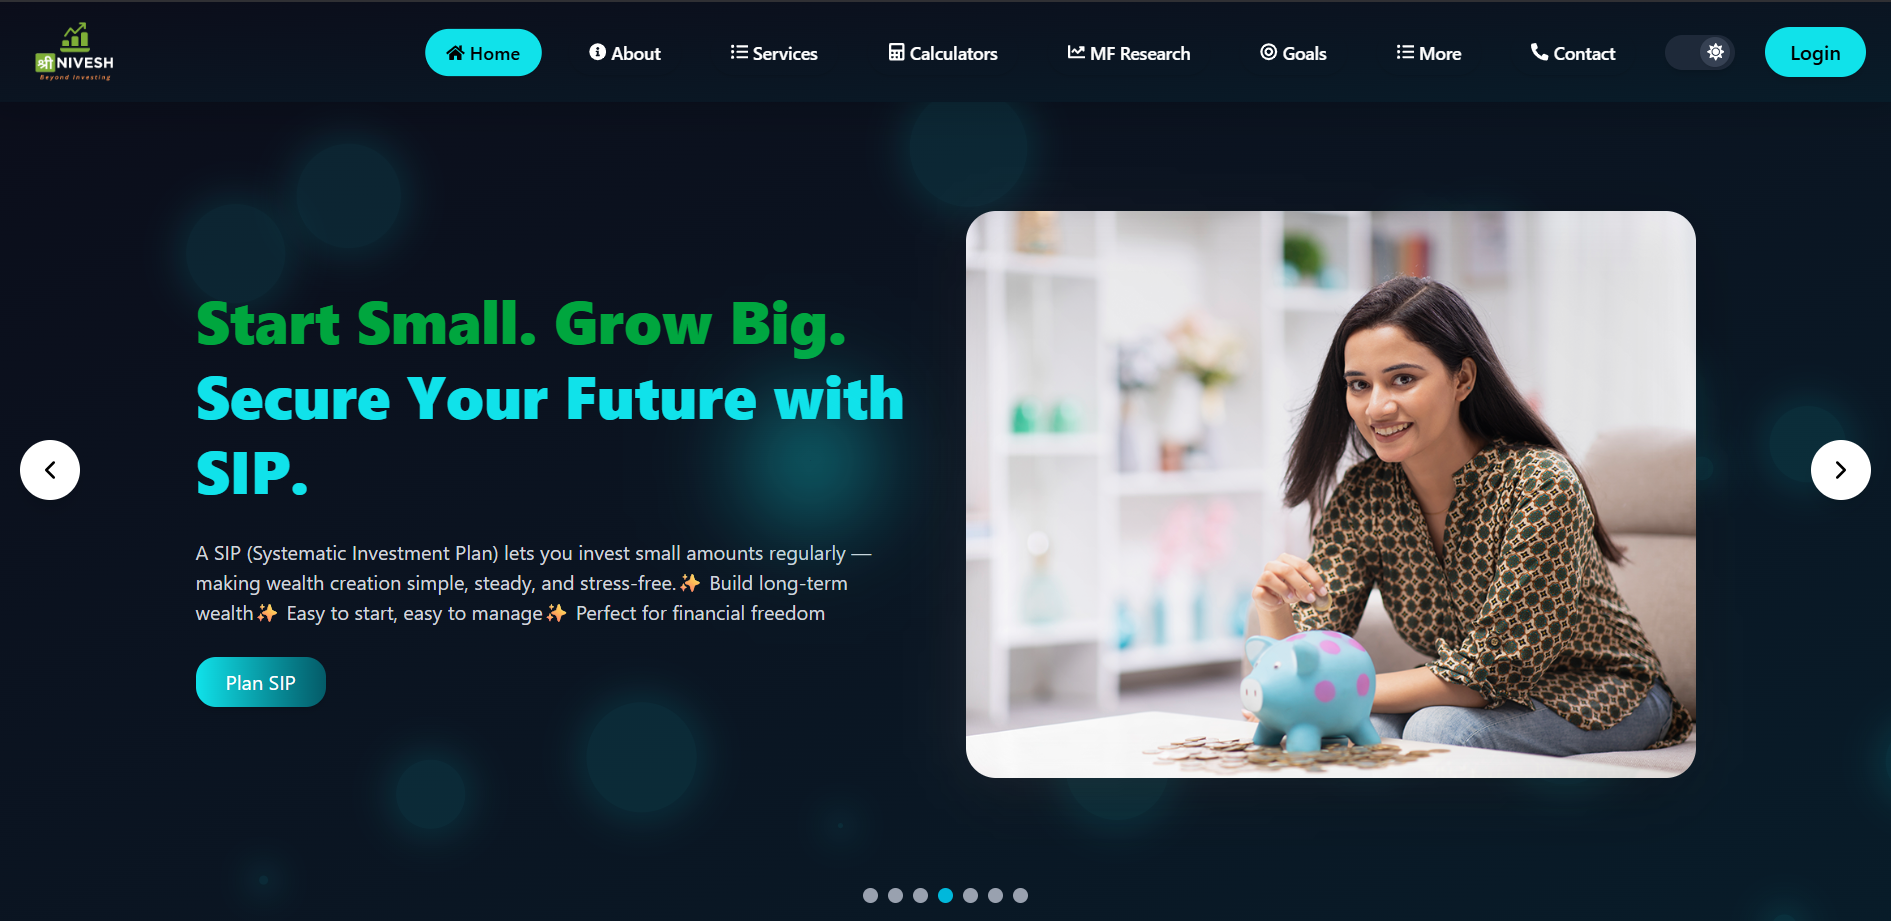 श्री NIVESH
Beyond Investing
Home
About
Services
Calculators
MF Research
Goals
More
Contact
Login
Start Small. Grow Big.
Secure Your Future with
SIP.
A SIP (Systematic Investment Plan) lets you invest small amounts regularly —
making wealth creation simple, steady, and stress-free.✨ Build long-term
wealth✨ Easy to start, easy to manage✨ Perfect for financial freedom
Plan SIP